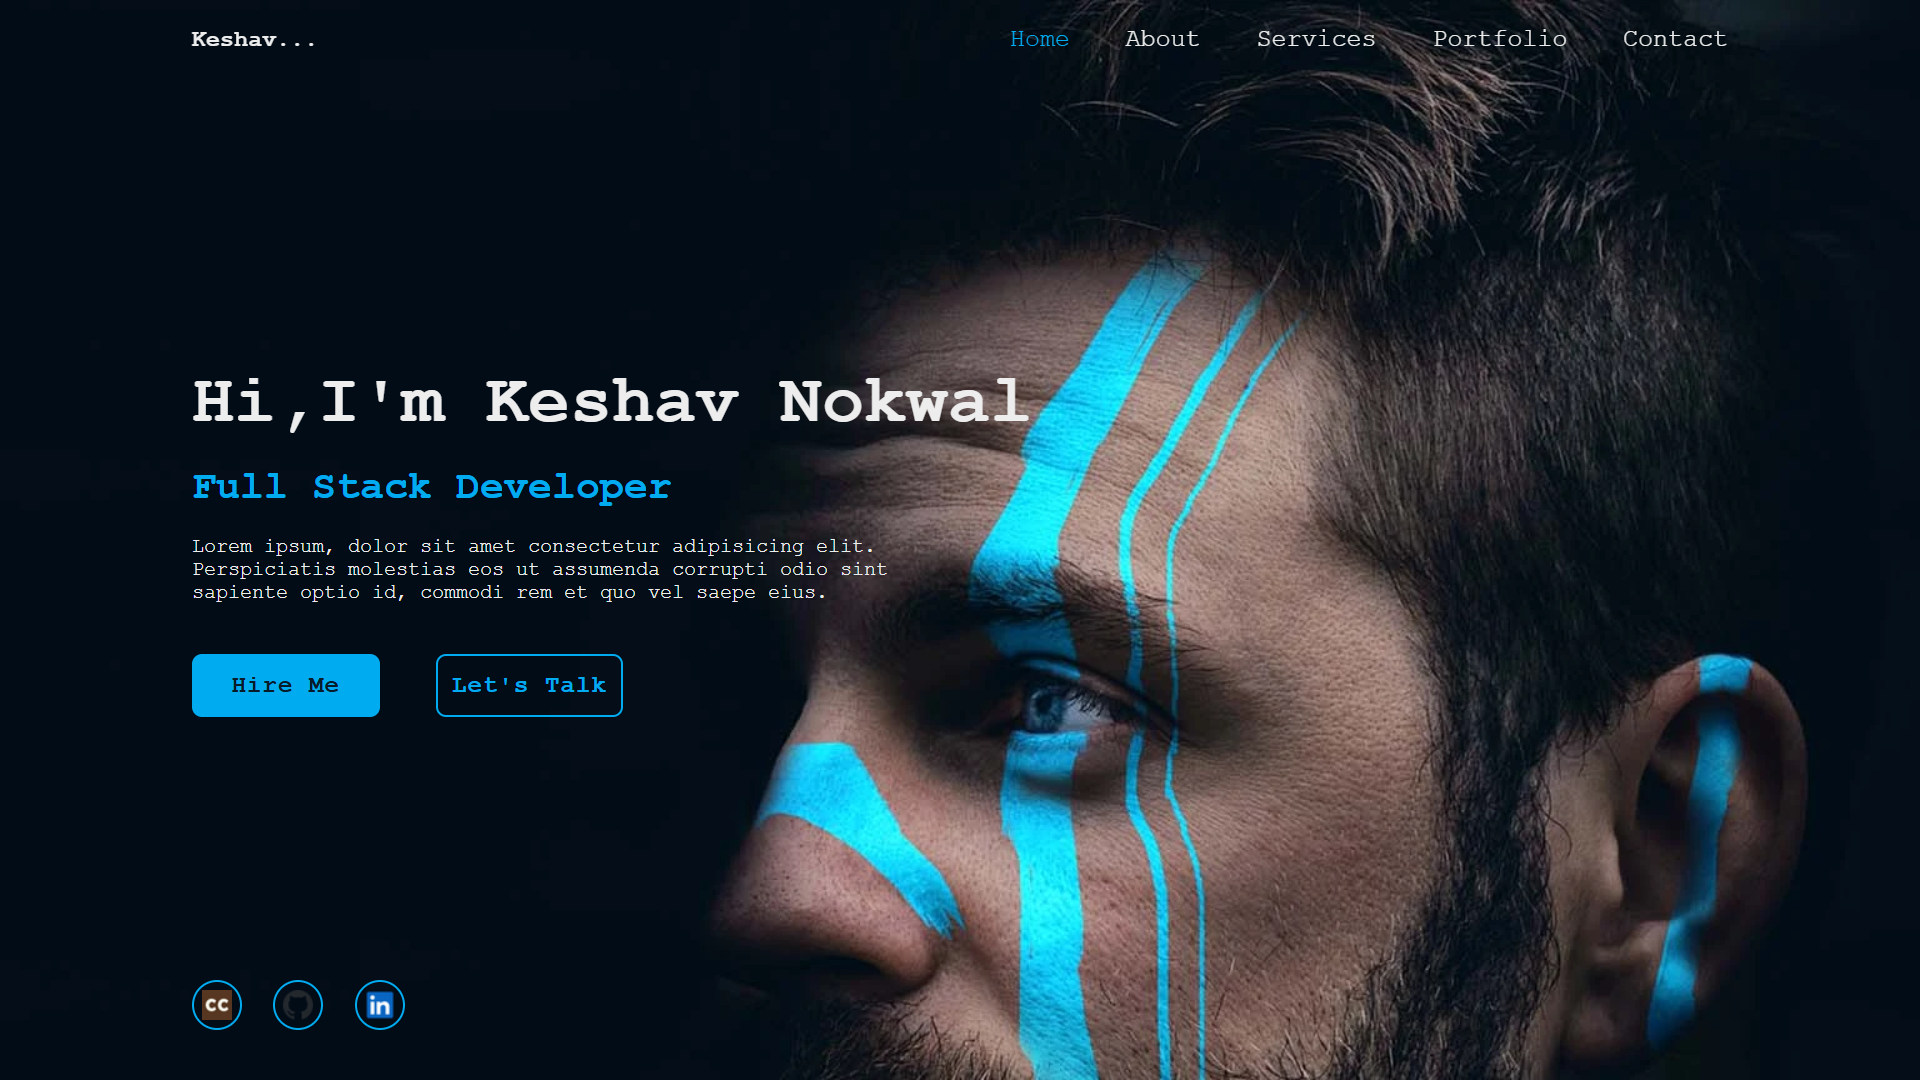 Keshav...
Home About Services Portfolio Contact
Hi,I'm Keshav Nokwal
Full Stack Developer
Lorem ipsum, dolor sit amet consectetur adipisicing elit.
Perspiciatis molestias eos ut assumenda corrupti odio sint
sapiente optio id, commodi rem et quo vel saepe eius.
Hire Me
Let's Talk
CC
in